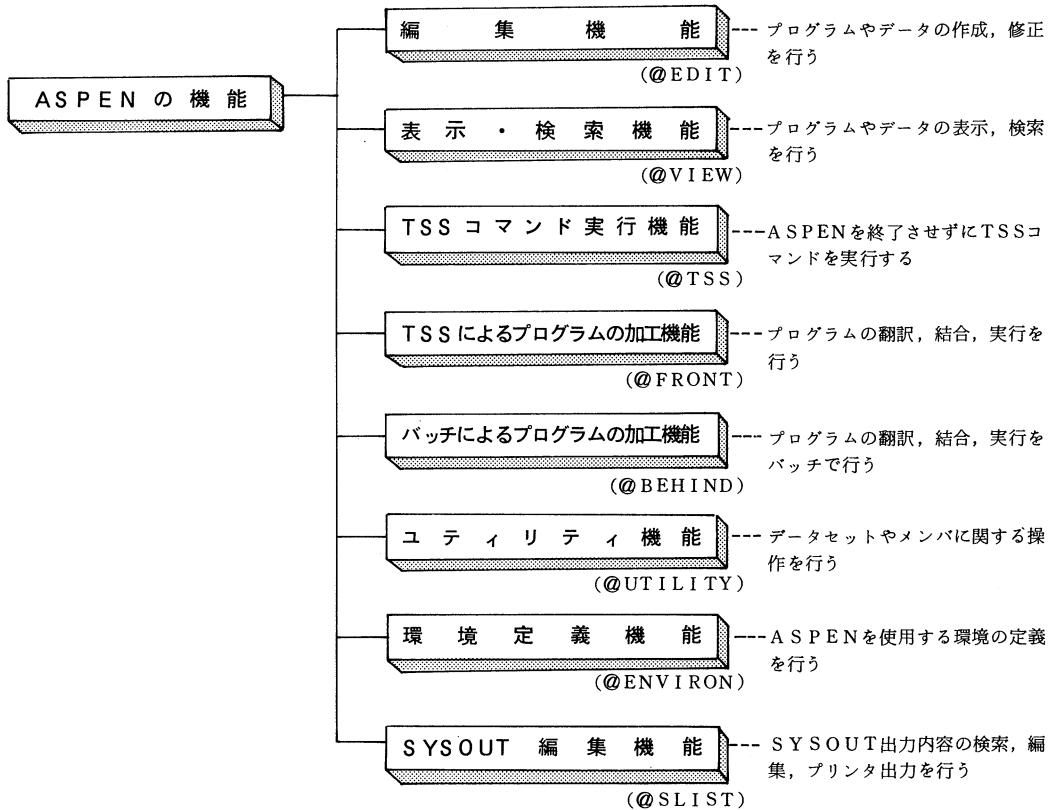 ASPENの機能
編集機能
(@EDIT)
プログラムやデータの作成，修正
を行う
表示・検索機能
(@VIEW)
プログラムやデータの表示，検索
を行う
TSSコマンド実行機能
(@TSS)
ASPENを終了させずにTSSコ
マンドを実行する
TSSによるプログラムの加工機能
(@FRONT)
プログラムの翻訳，結合，実行を
行う
バッチによるプログラムの加工機能
(@BEHIND)
プログラムの翻訳，結合，実行を
バッチで行う
ユティリティ機能
(@UTILITY)
データセットやメンバに関する操
作を行う
環境定義機能
(@ENVIRON)
ASPENを使用する環境の定義
を行う
SYSOUT 編集機能
(@SLIST)
SYSOUT出力内容の検索，編
集，プリンタ出力を行う